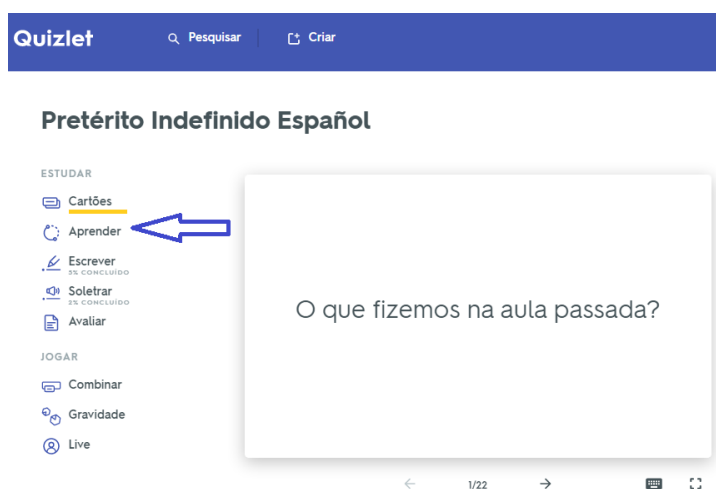 Quizlet
Pesquisar
Criar
Pretérito Indefinido Español
ESTUDAR
Cartões
Aprender
Escrever
3% CONCLUÍDO
Soletrar
2% CONCLUÍDO
Avaliar
JOGAR
Combinar
Gravidade
Live
O que fizemos na aula passada?
1/22